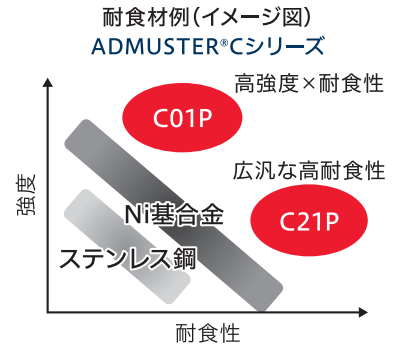 耐食材例（イメージ図）
ADMUSTER®Cシリーズ
高強度×耐食性
C01P
広汎な高耐食性
C21P
Ni基合金
ステンレス鋼
強度
耐食性